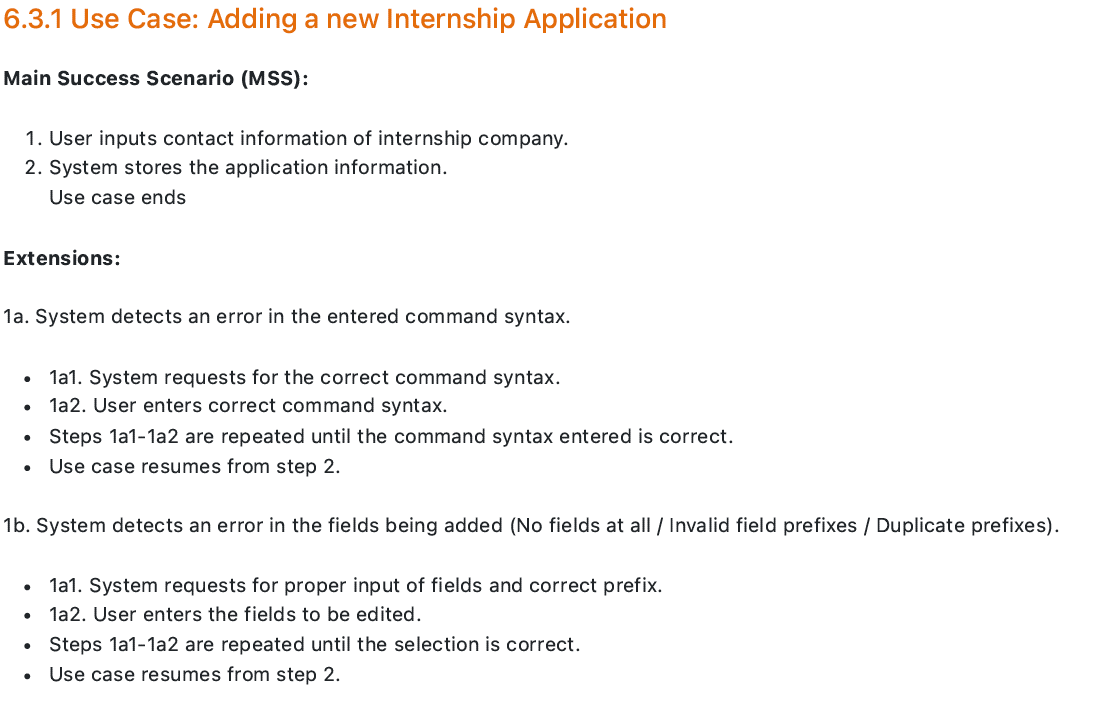 6.3.1 Use Case: Adding a new Internship Application
Main Success Scenario (MSS):
1. User inputs contact information of internship company.
2. System stores the application information.
Use case ends
Extensions:
1a. System detects an error in the entered command syntax.
• 1a1. System requests for the correct command syntax.
• 1a2. User enters correct command syntax.
• Steps 1a1-1a2 are repeated until the command syntax entered is correct.
• Use case resumes from step 2.
1b. System detects an error in the fields being added (No fields at all / Invalid field prefixes / Duplicate prefixes).
• 1a1. System requests for proper input of fields and correct prefix.
• 1a2. User enters the fields to be edited.
• Steps 1a1-1a2 are repeated until the selection is correct.
• Use case resumes from step 2.